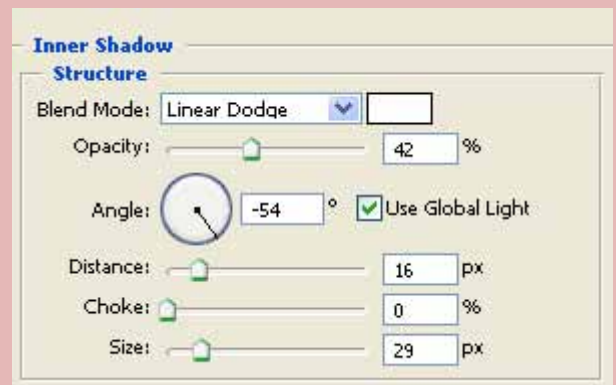 Inner Shadow
Structure
Blend Mode: Linear Dodge
Opacity: 42 %
Angle: -54 ° Use Global Light
Distance: 16 px
Choke: 0 %
Size: 29 px